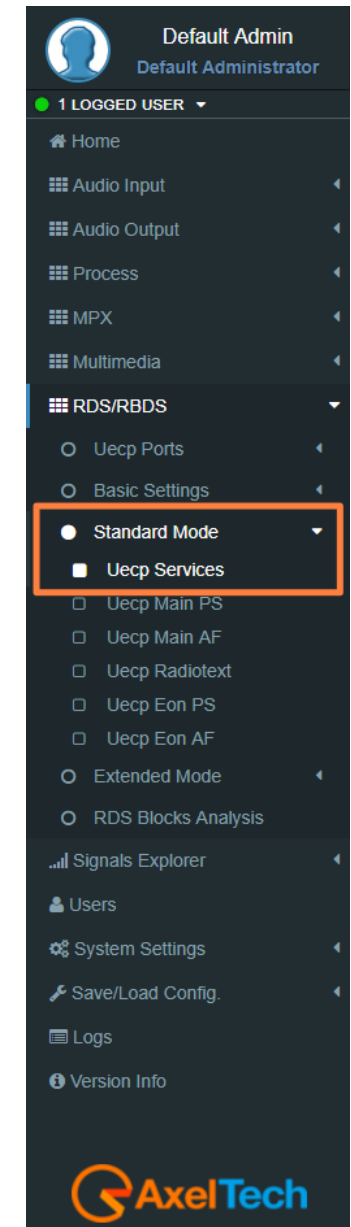 Default Admin
Default Administrator
1 LOGGED USER
Home
Audio Input
Audio Output
Process
MPX
Multimedia
RDS/RBDS
Uecp Ports
Basic Settings
Standard Mode
Uecp Services
Uecp Main PS
Uecp Main AF
Uecp Radiotext
Uecp Eon PS
Uecp Eon AF
Extended Mode
RDS Blocks Analysis
Signals Explorer
Users
System Settings
Save/Load Config.
Logs
Version Info
AxelTech